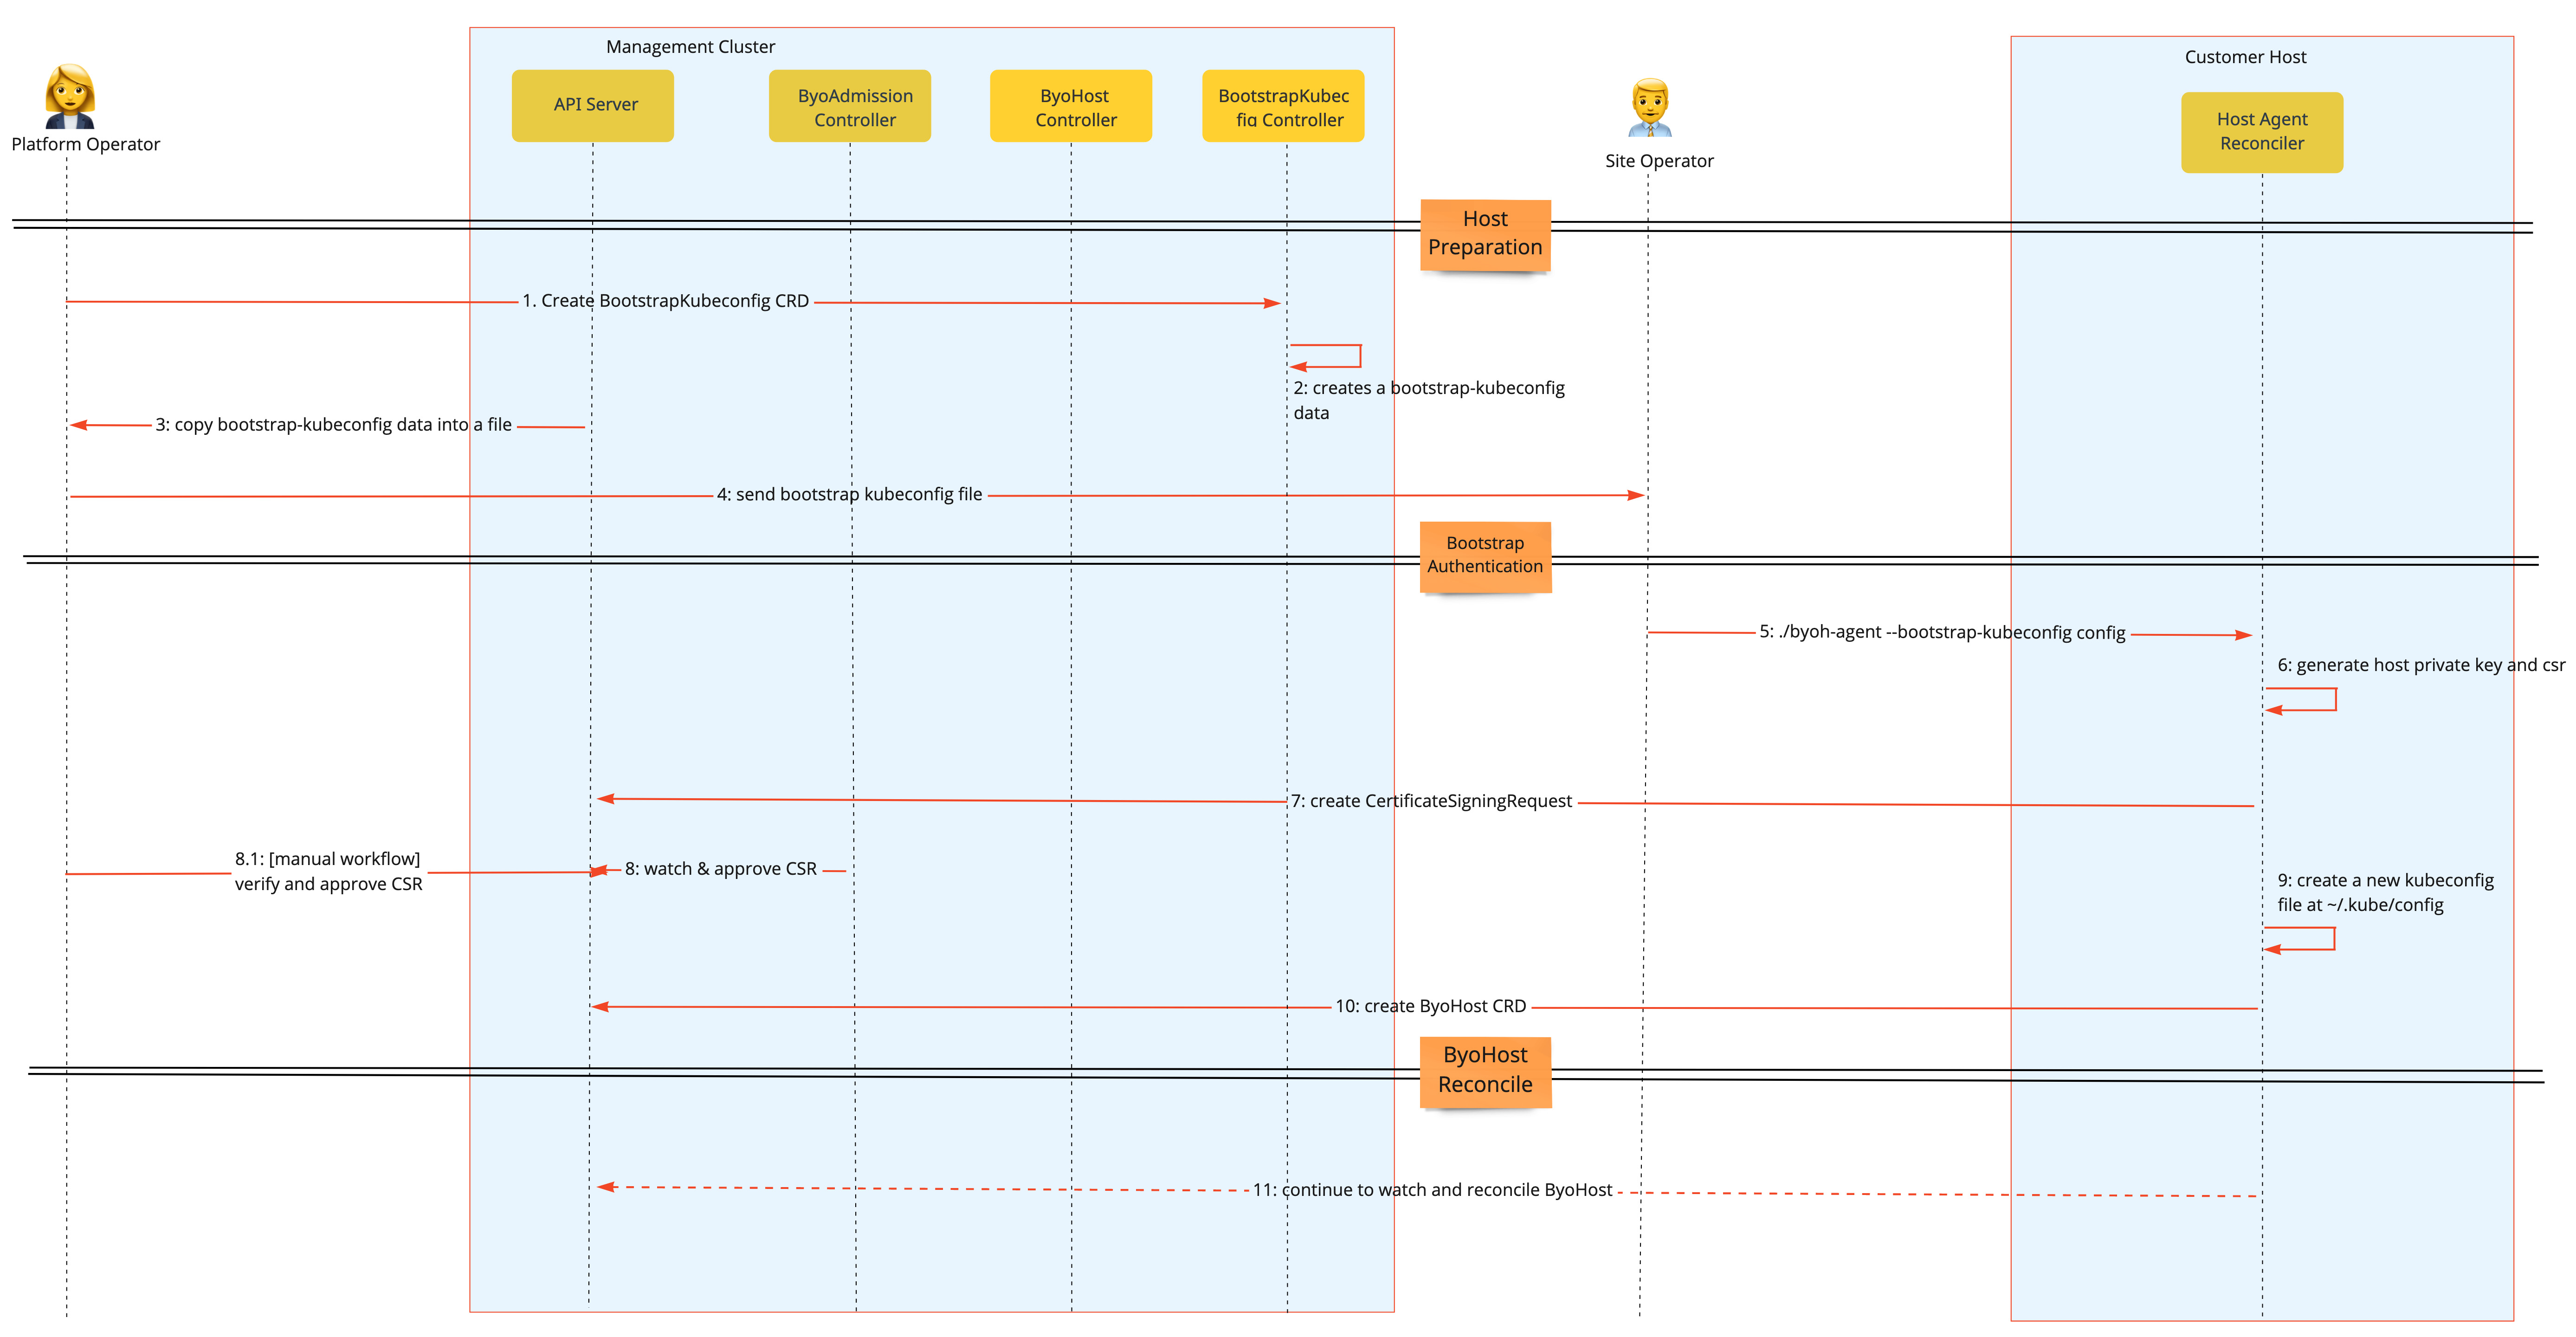 Management Cluster
Customer Host
Platform Operator
API Server
ByoAdmission
Controller
ByoHost
Controller
BootstrapKubec
fig Controller
Site Operator
Host Agent
Reconciler
Host
Preparation
1. Create BootstrapKubeconfig CRD
2: creates a bootstrap-kubeconfig
data
3: copy bootstrap-kubeconfig data into a file
4: send bootstrap kubeconfig file
Bootstrap
Authentication
5: ./byoh-agent --bootstrap-kubeconfig config
6: generate host private key and csr
7: create CertificateSigningRequest
8.1: [manual workflow]
verify and approve CSR
8: watch & approve CSR
9: create a new kubeconfig
file at ~/.kube/config
10: create ByoHost CRD
ByoHost
Reconcile
11: continue to watch and reconcile ByoHost